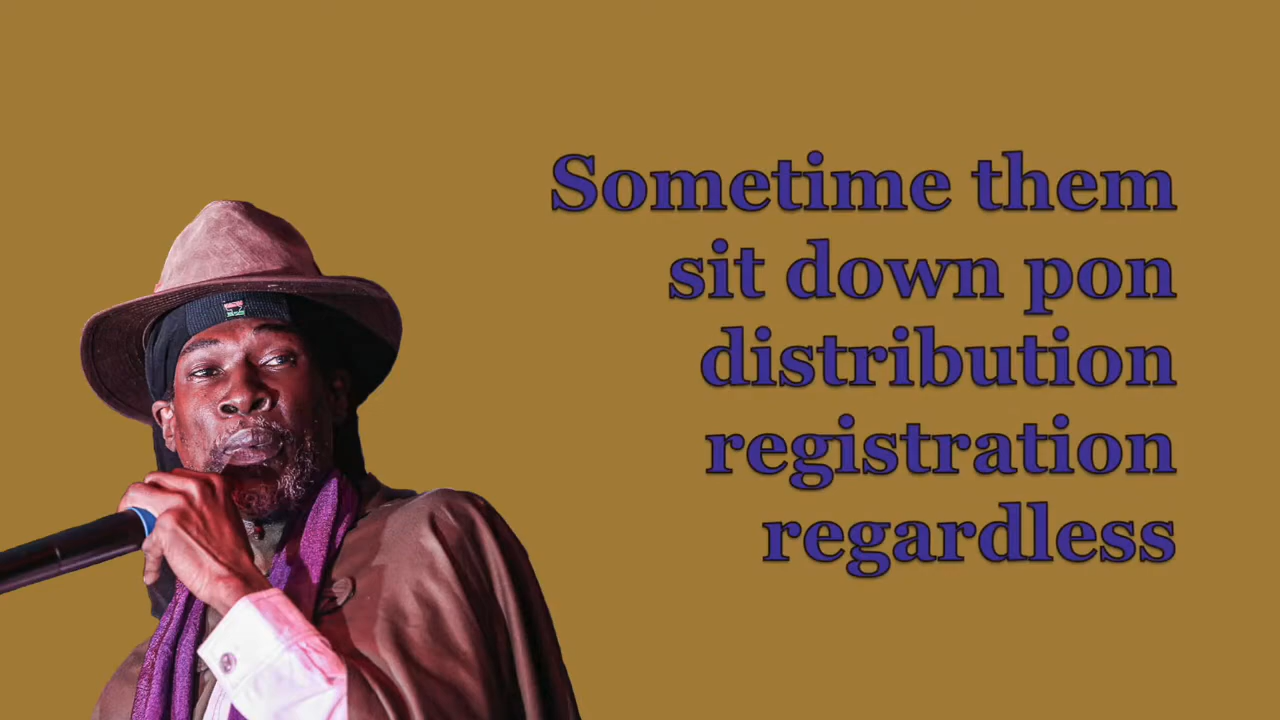 Sometime them
sit down pon
distribution
registration
regardless